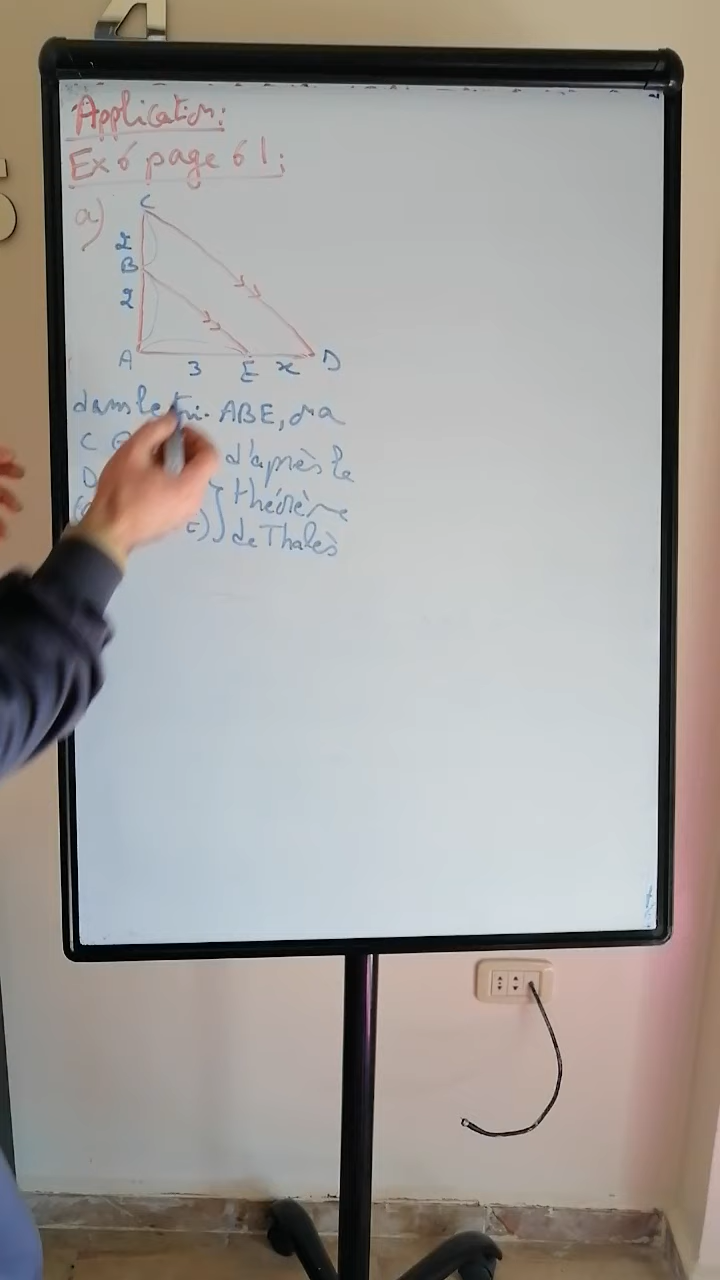 Application:
Ex 6 page 61:
a)
C
2
B
2
A 3 E x D
dans le tri. ABE, on a
C d'après le
D théorème
c) } de Thalès